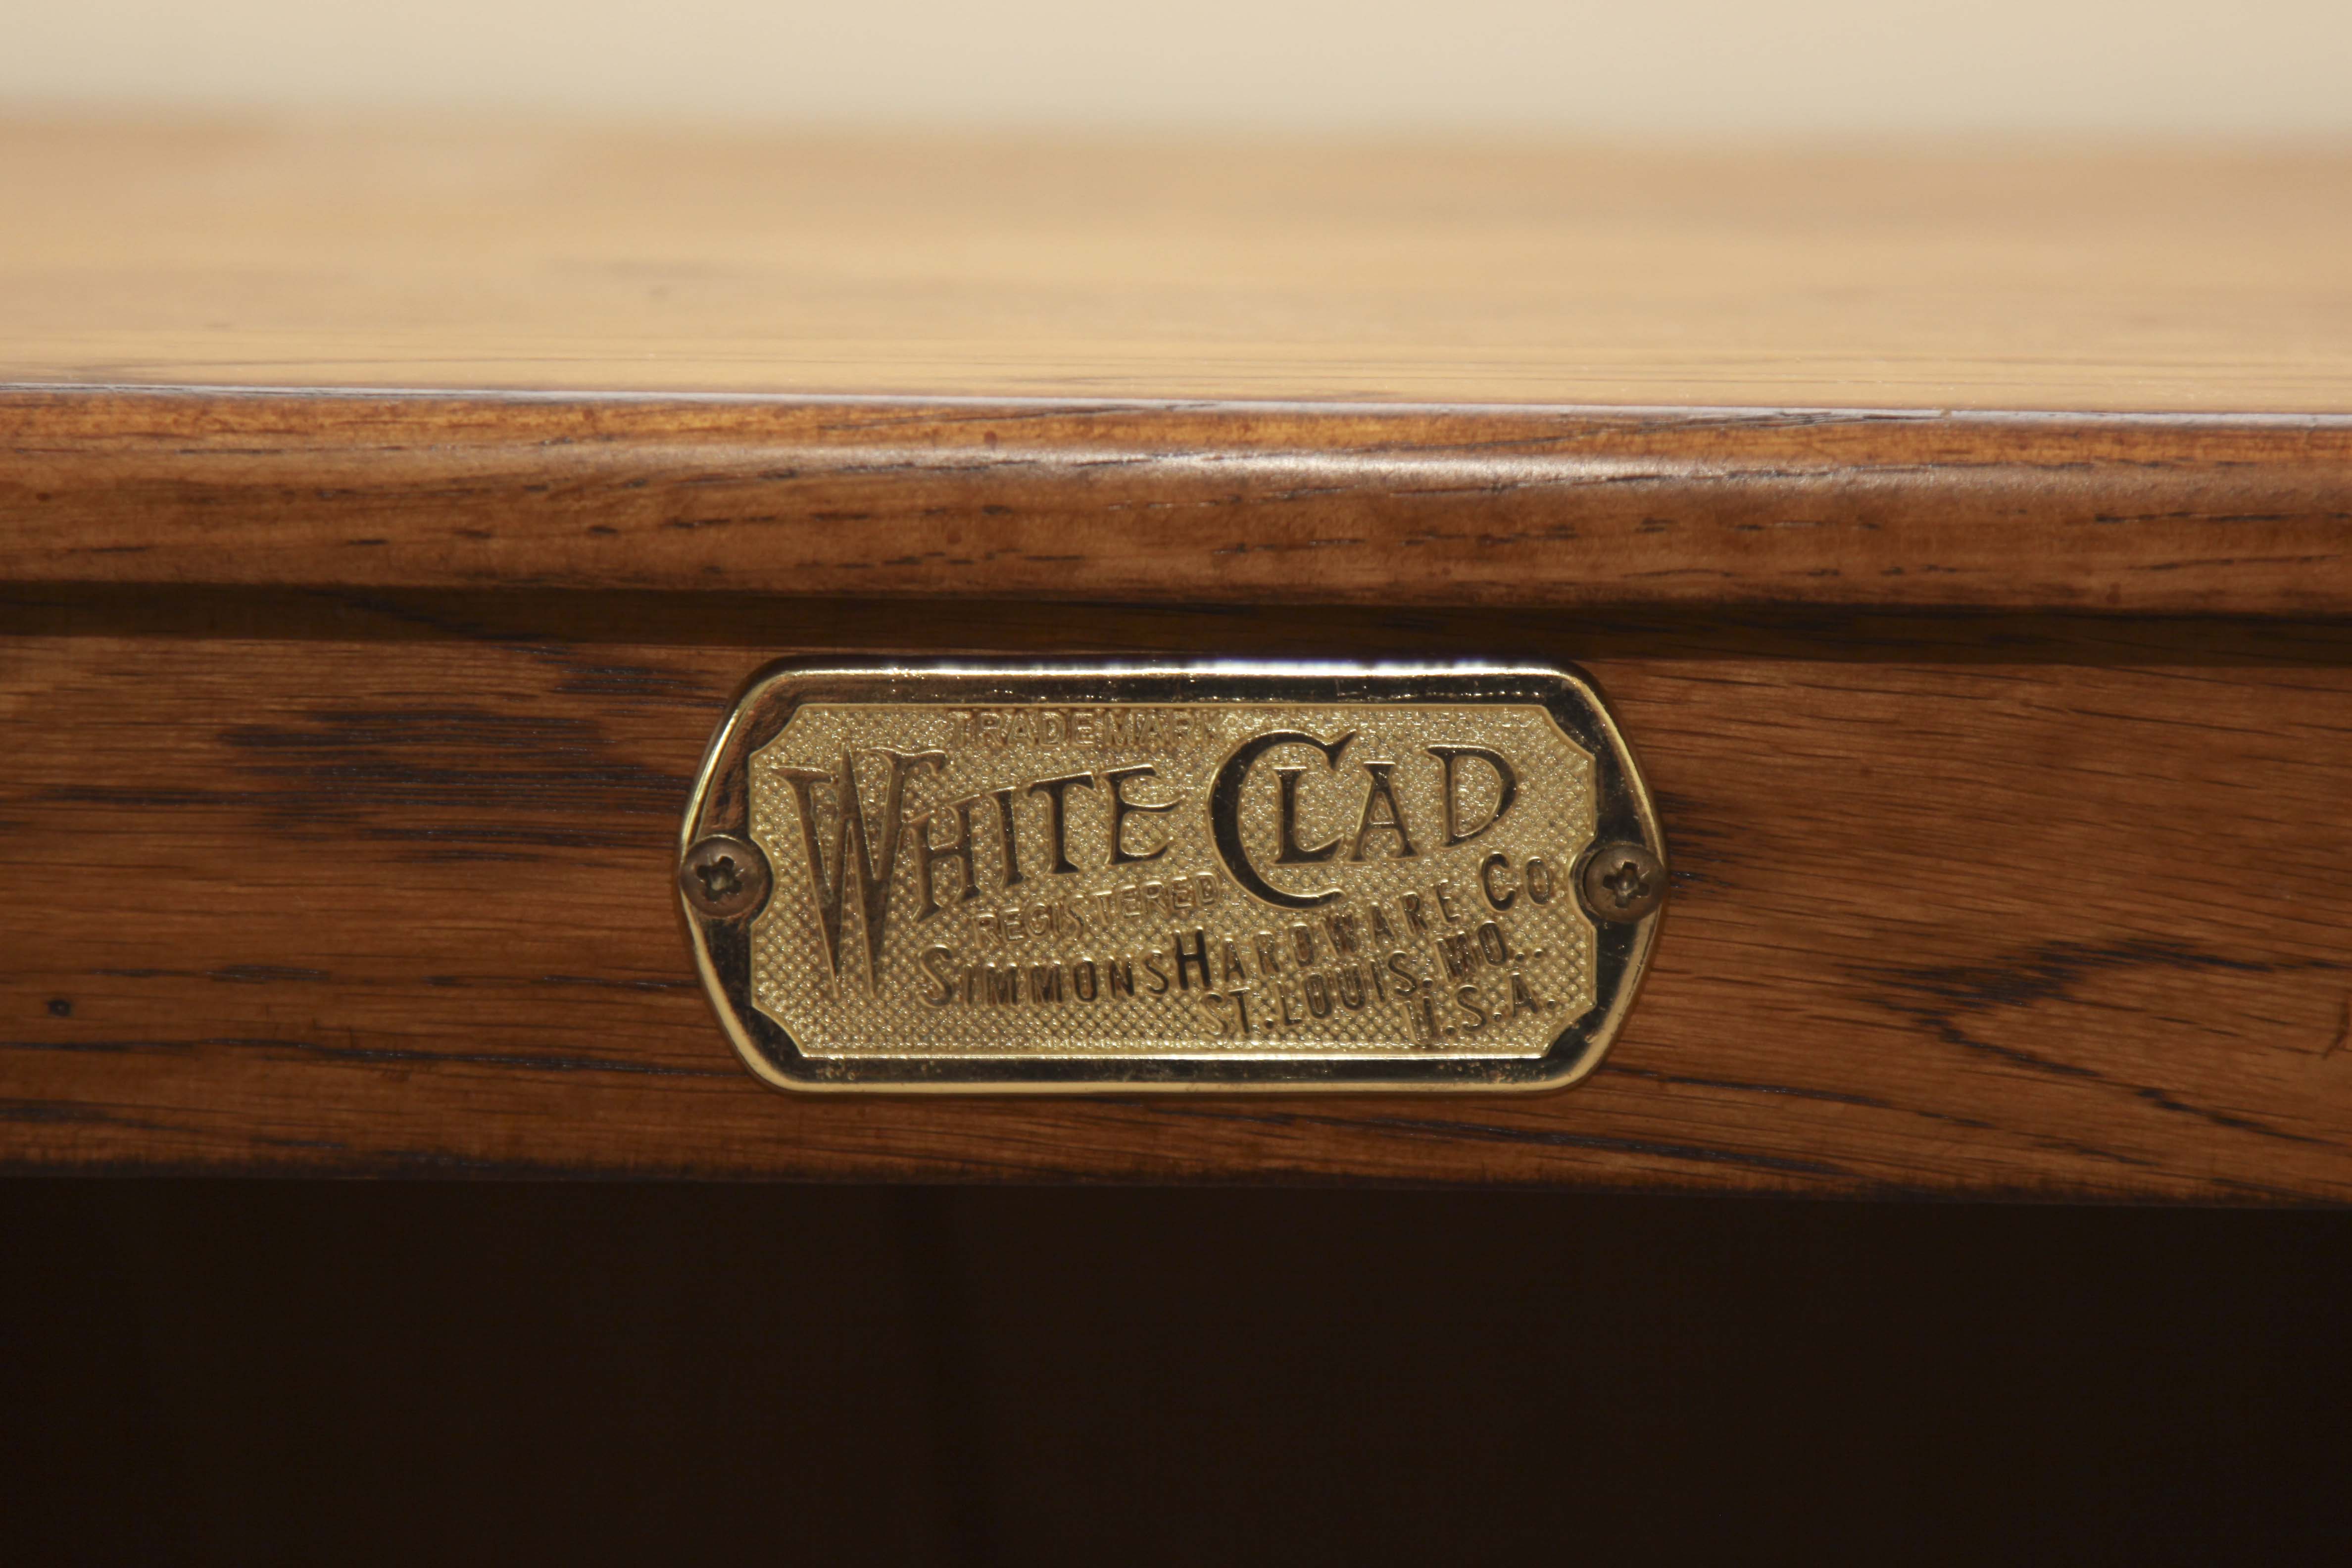 TRADEMARK
WHITE CLAD
REGISTERED
SIMMONS HARDWARE CO
ST. LOUIS. MO..
U.S.A.